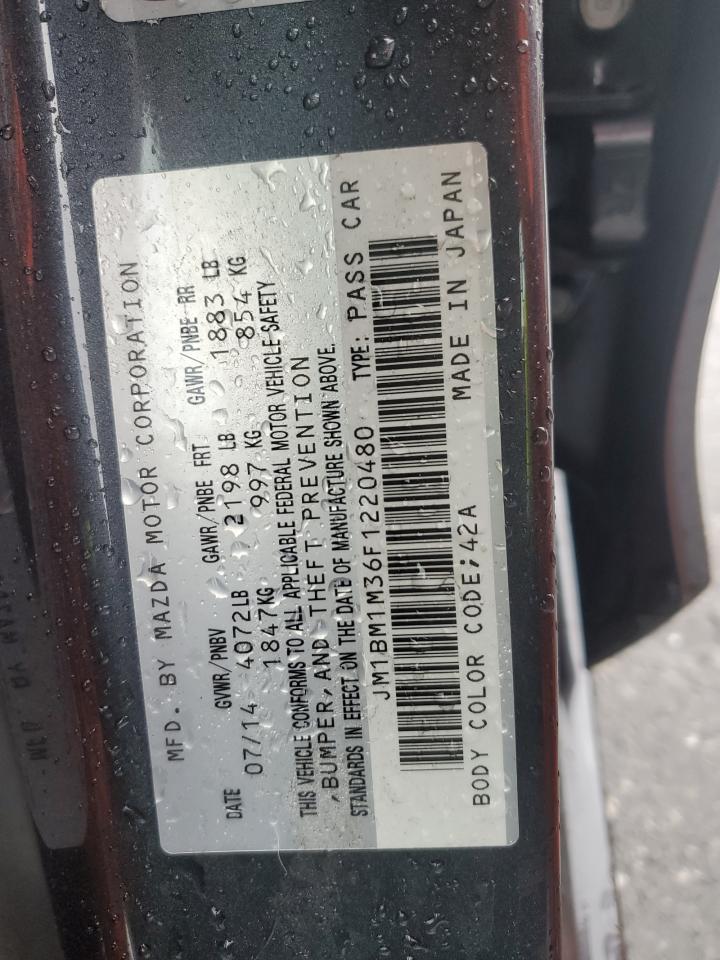 MFD. BY MAZDA MOTOR CORPORATION
DATE GVWR/PNBV GAWR/PNBE FRT GAWR/PNBE RR
07/14 4072LB 2198 LB 1883 LB
1847KG 997 KG 854 KG
THIS VEHICLE CONFORMS TO ALL APPLICABLE FEDERAL MOTOR VEHICLE SAFETY
,BUMPER,AND THEFT PREVENTION
STANDARDS IN EFFECT ON THE DATE OF MANUFACTURE SHOWN ABOVE.
JM1BM1M36F1220480 TYPE: PASS CAR
BODY COLOR CODE;42A MADE IN JAPAN